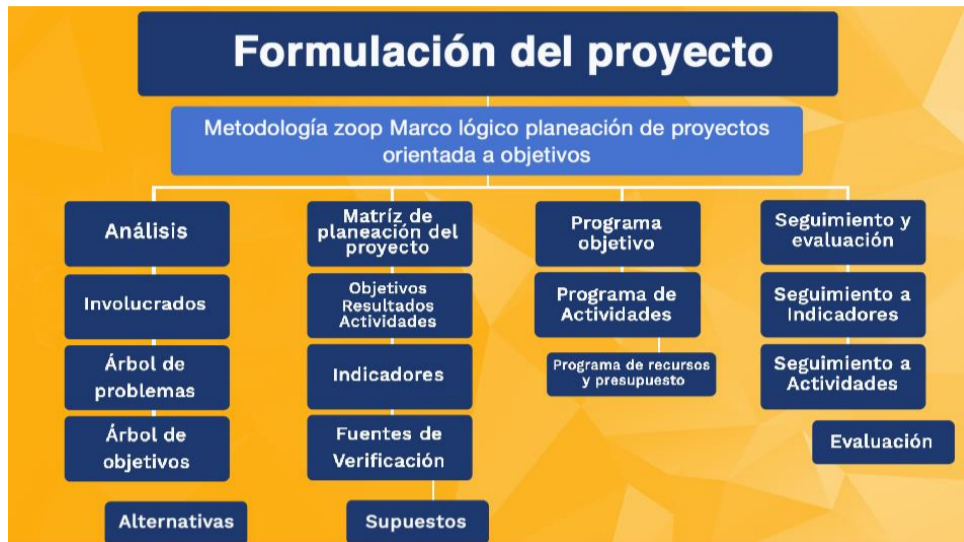 Formulación del proyecto
Metodología zoop Marco lógico planeación de proyectos
orientada a objetivos
Análisis
Involucrados
Árbol de
problemas
Árbol de
objetivos
Alternativas
Matríz de
planeación del
proyecto
Objetivos
Resultados
Actividades
Indicadores
Fuentes de
Verificación
Supuestos
Programa
objetivo
Programa de
Actividades
Programa de recursos
y presupuesto
Seguimiento y
evaluación
Seguimiento a
Indicadores
Seguimiento a
Actividades
Evaluación